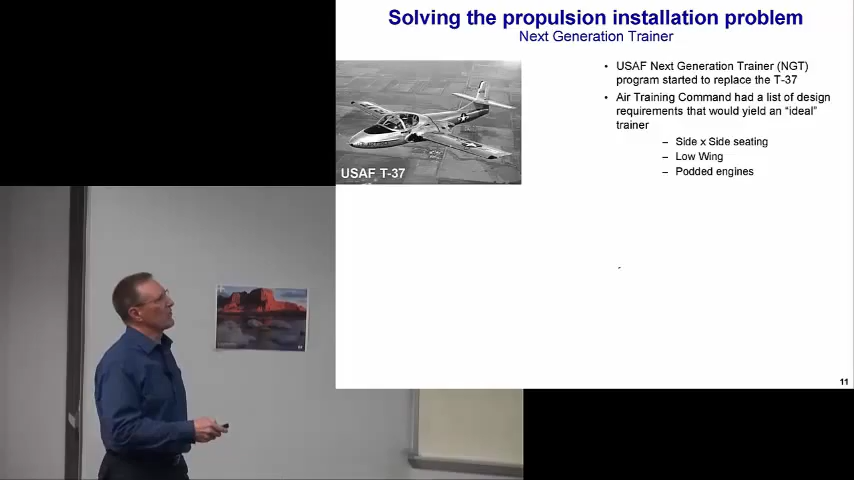 Solving the propulsion installation problem
Next Generation Trainer
• USAF Next Generation Trainer (NGT)
program started to replace the T-37
• Air Training Command had a list of design
requirements that would yield an “ideal”
trainer
– Side x Side seating
– Low Wing
– Podded engines
USAF T-37
11